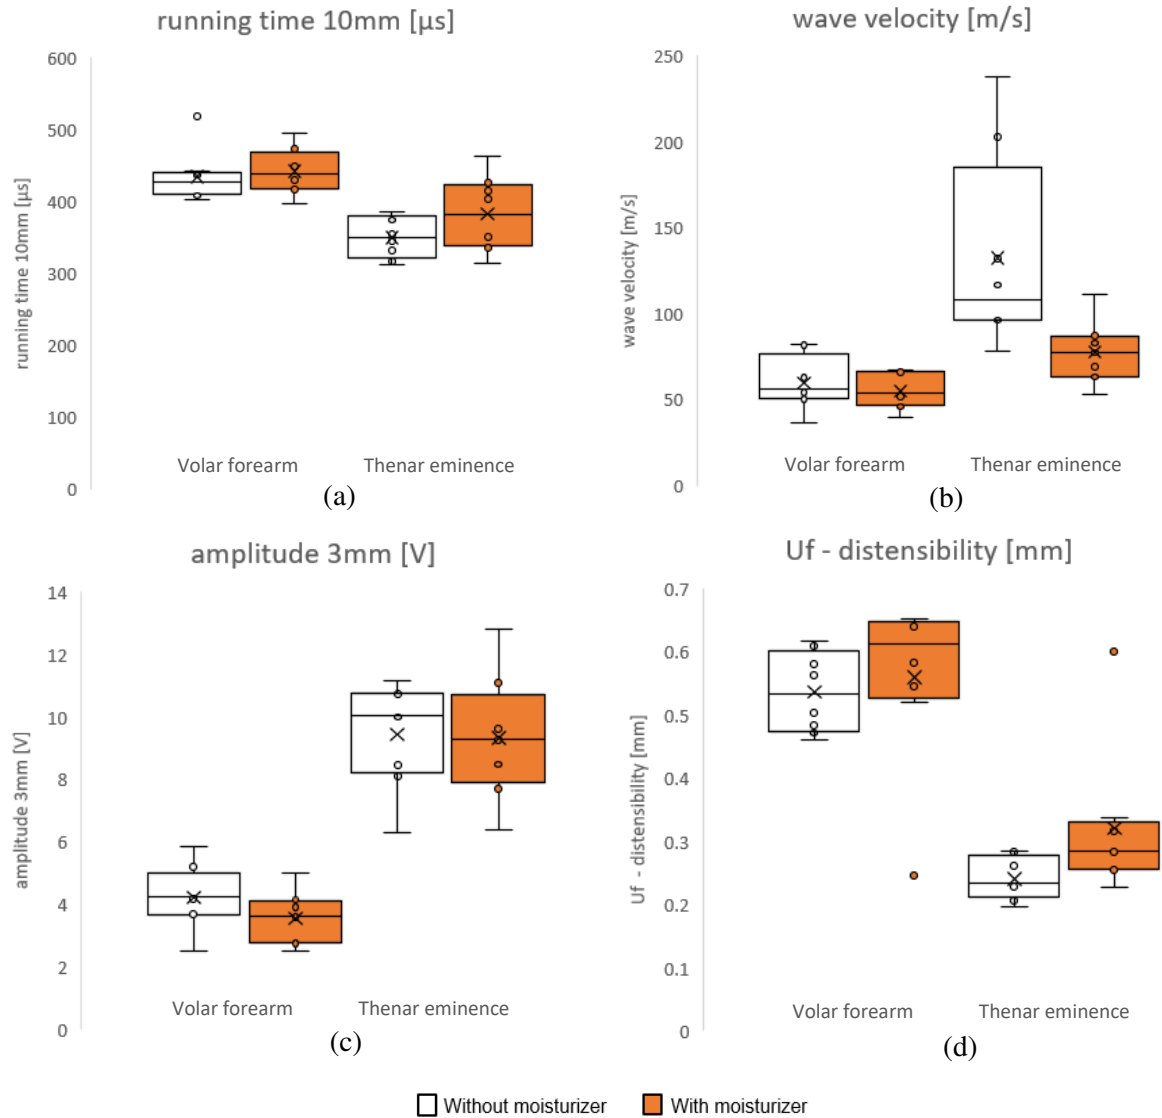 running time 10mm [µs]
600
500
400
300
200
100
0
running time 10mm [µs]
Volar forearm
Thenar eminence
(a)
wave velocity [m/s]
250
200
150
100
50
0
wave velocity [m/s]
Volar forearm
Thenar eminence
(b)
amplitude 3mm [V]
14
12
10
8
6
4
2
0
amplitude 3mm [V]
Volar forearm
Thenar eminence
(c)
Uf - distensibility [mm]
0.7
0.6
0.5
0.4
0.3
0.2
0.1
0
Uf - distensibility [mm]
Volar forearm
Thenar eminence
(d)
Without moisturizer
With moisturizer